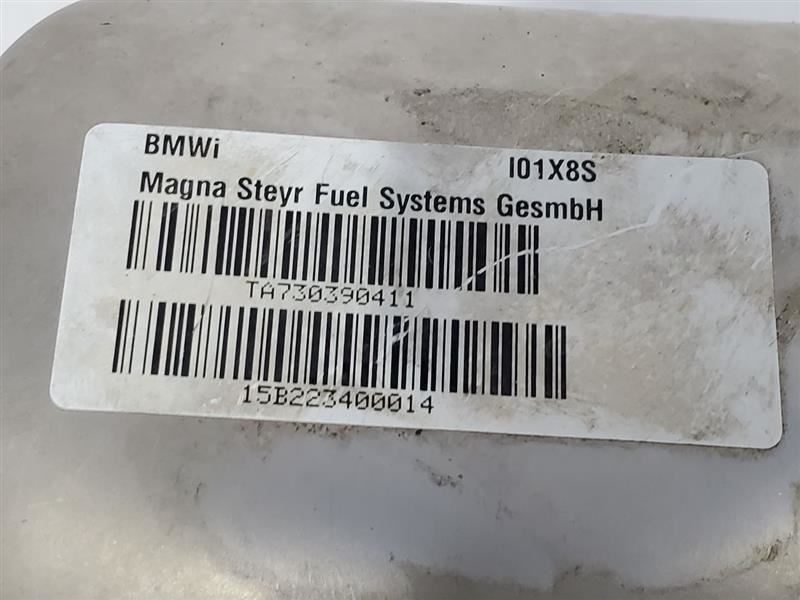 BMWi I01X8S
Magna Steyr Fuel Systems GesmbH
TA730390411
15B223400014